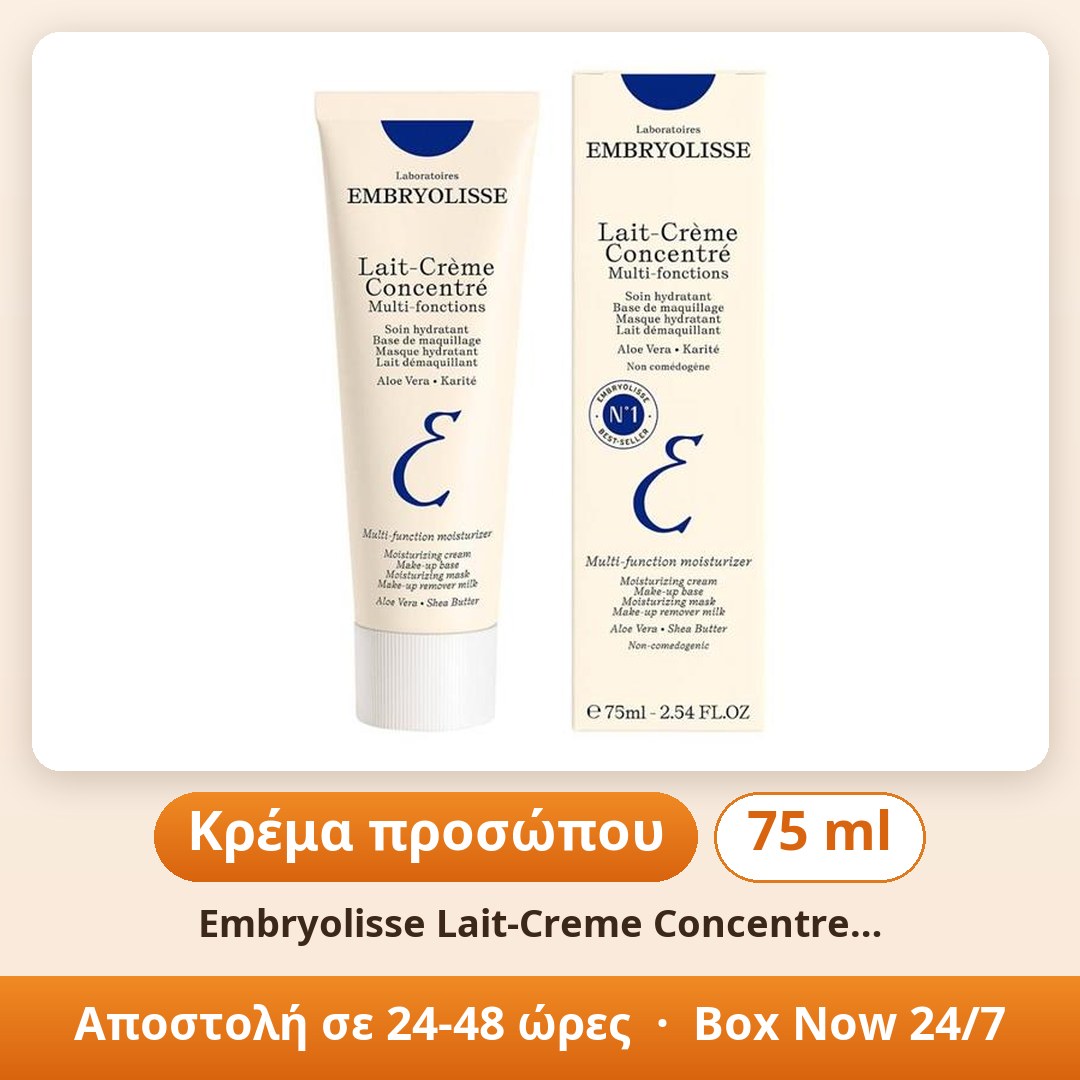 Laboratoires
EMBRYOLISSE
Lait-Crème
Concentré
Multi-fonctions
Soin hydratant
Base de maquillage
Masque hydratant
Lait démaquillant
Aloe Vera • Karité
E
Multi-function moisturizer
Moisturizing cream
Make-up base
Moisturizing mask
Make-up remover milk
Aloe Vera • Shea Butter
Laboratoires
EMBRYOLISSE
Lait-Crème
Concentré
Multi-fonctions
Soin hydratant
Base de maquillage
Masque hydratant
Lait démaquillant
Aloe Vera • Karité
Non comédogène
EMBRYOLISSE
N°1
BEST-SELLER
E
Multi-function moisturizer
Moisturizing cream
Make-up base
Moisturizing mask
Make-up remover milk
Aloe Vera • Shea Butter
Non-comedogenic
℮ 75ml - 2.54 FL.OZ
Κρέμα προσώπου
75 ml
Embryolisse Lait-Creme Concentre...
Αποστολή σε 24-48 ώρες · Box Now 24/7